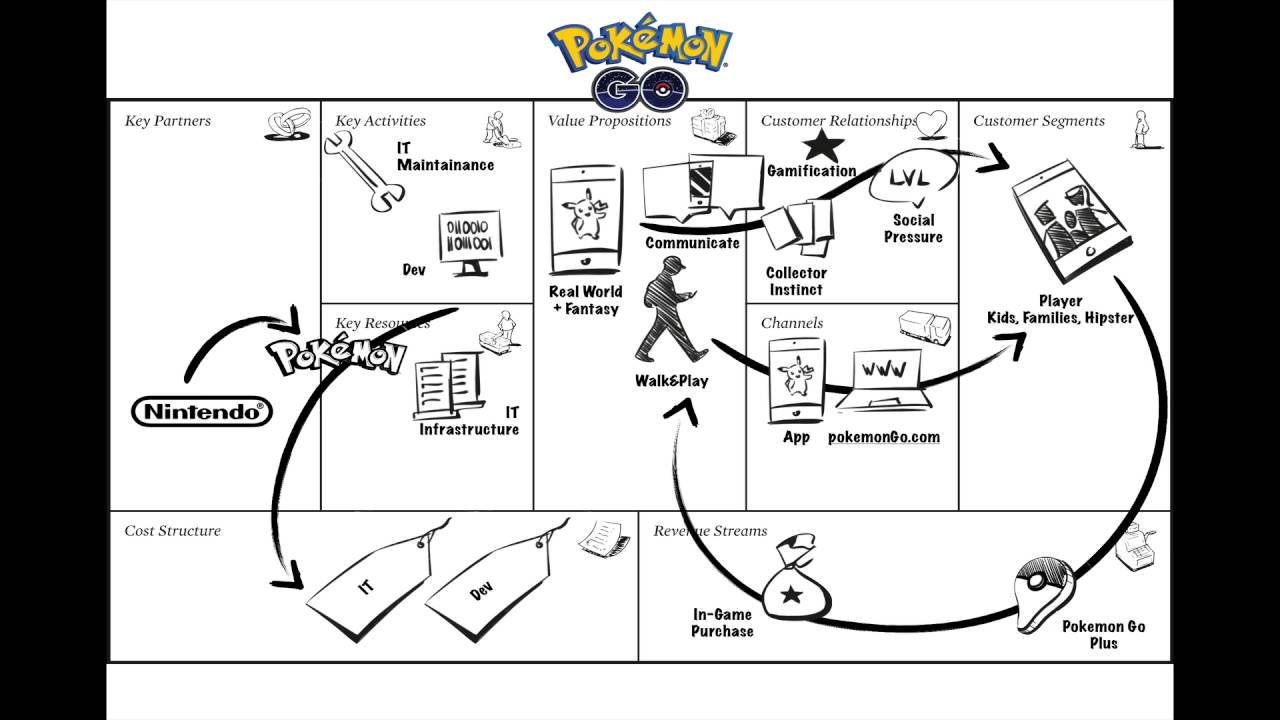 POKéMON
GO
Key Partners
Nintendo®
POKéMON
Key Activities
IT
Maintainance
0110010
1011001
Dev
Key Resources
IT
Infrastructure
Value Propositions
Real World
+ Fantasy
Communicate
Walk&Play
Customer Relationships
Gamification
LVL
Social
Pressure
Collector
Instinct
Channels
WWW
App
pokemonGo.com
Customer Segments
Player
Kids, Families, Hipster
Cost Structure
IT
Dev
Revenue Streams
In-Game
Purchase
Pokemon Go
Plus